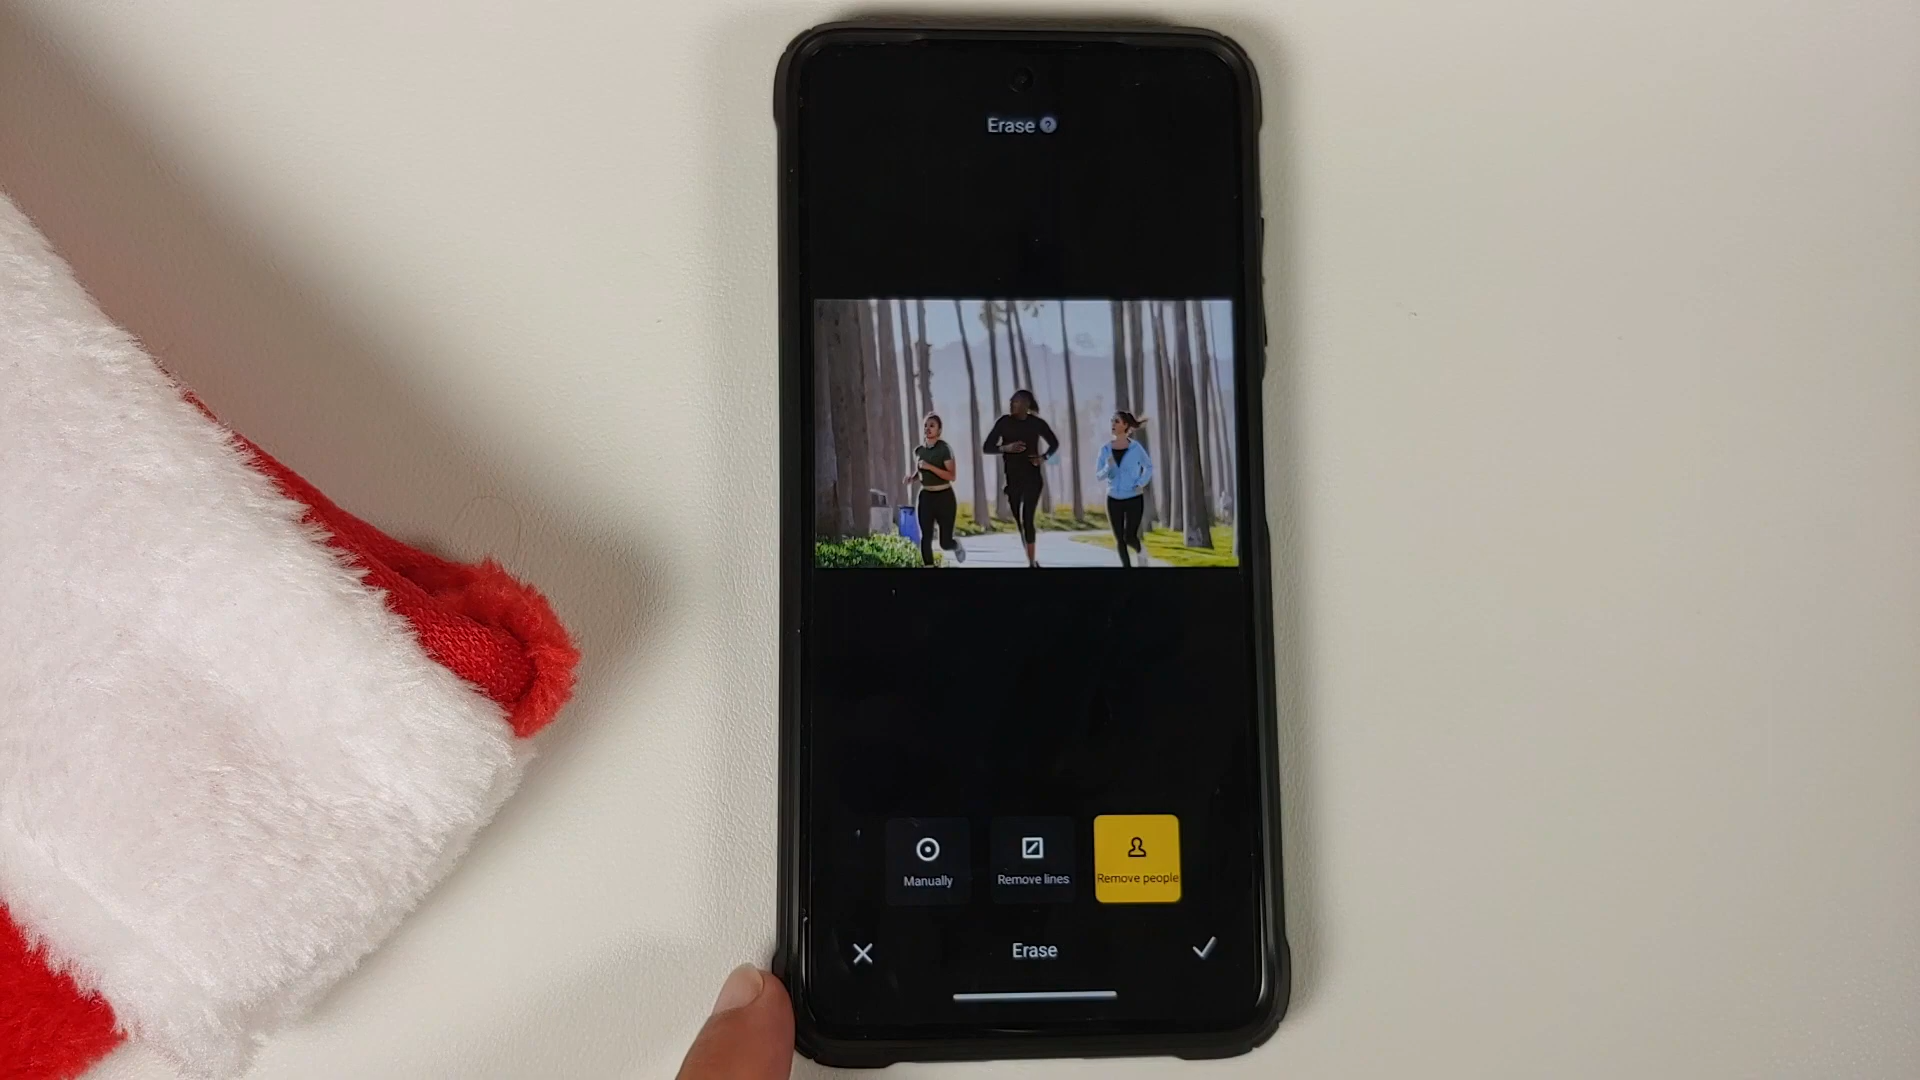 Erase ?
Manually
Remove lines
Remove people
Erase